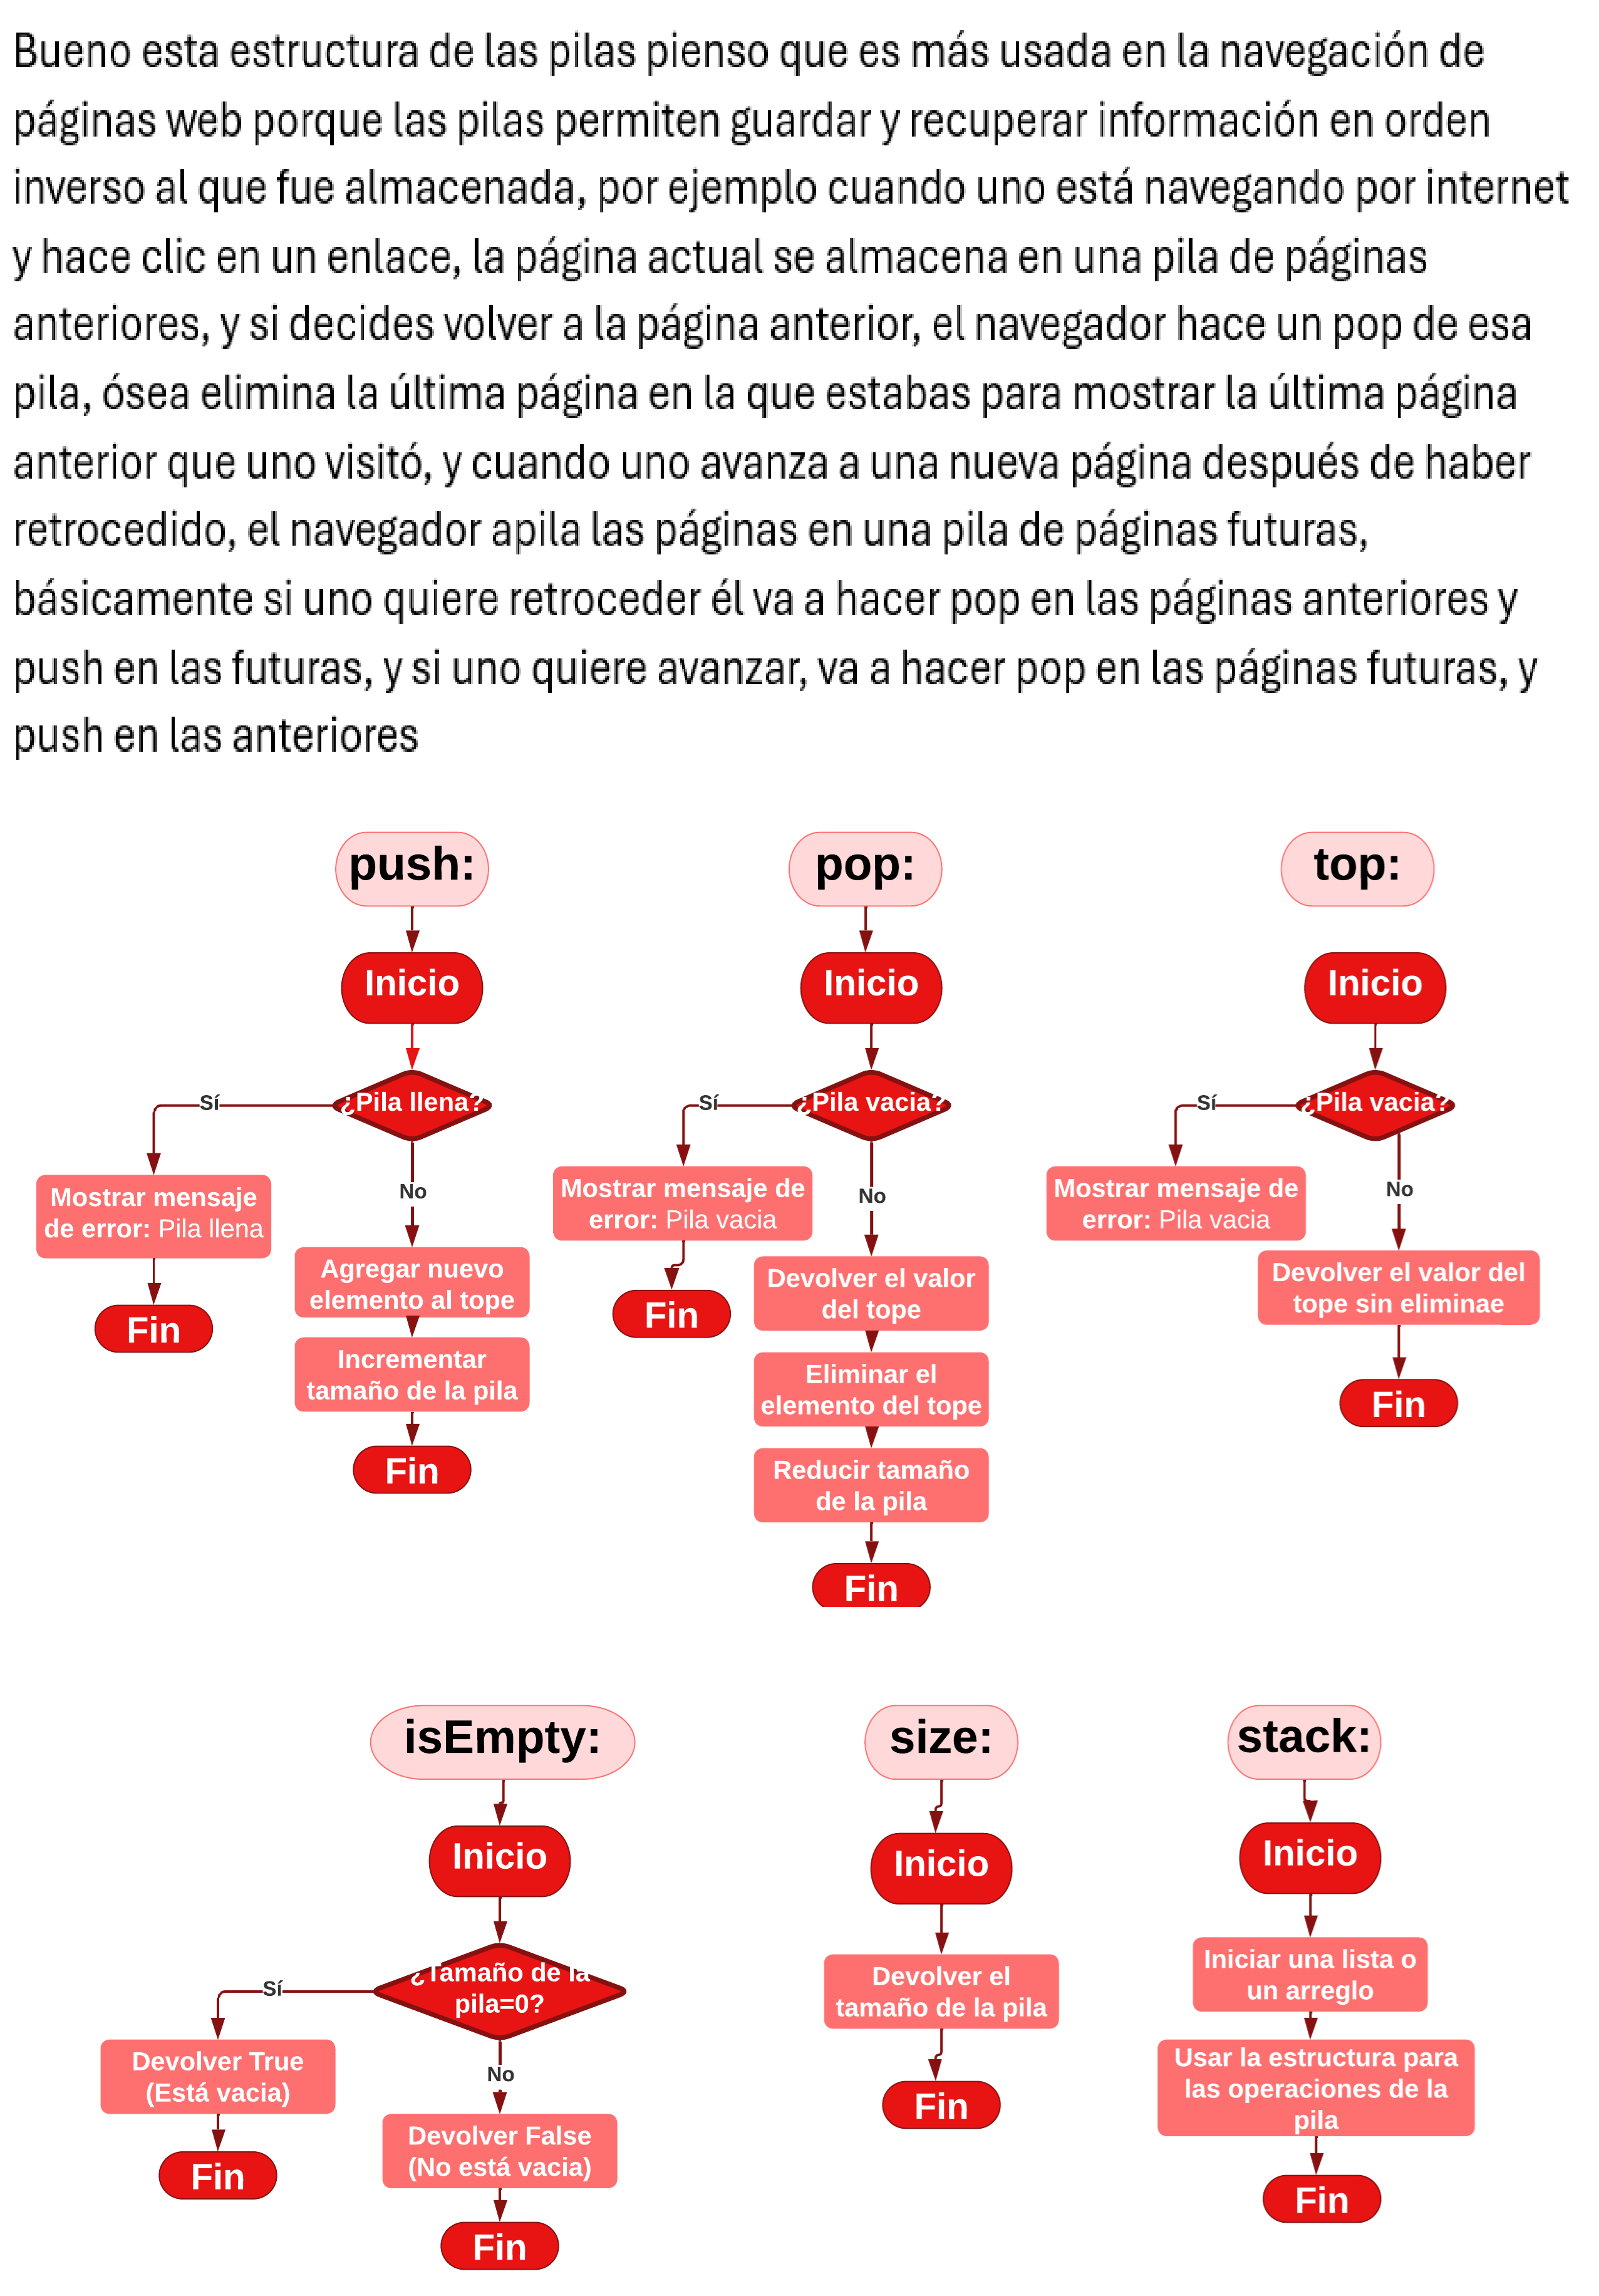 Bueno esta estructura de las pilas pienso que es más usada en la navegación de
páginas web porque las pilas permiten guardar y recuperar información en orden
inverso al que fue almacenada, por ejemplo cuando uno está navegando por internet
y hace clic en un enlace, la página actual se almacena en una pila de páginas
anteriores, y si decides volver a la página anterior, el navegador hace un pop de esa
pila, ósea elimina la última página en la que estabas para mostrar la última página
anterior que uno visitó, y cuando uno avanza a una nueva página después de haber
retrocedido, el navegador apila las páginas en una pila de páginas futuras,
básicamente si uno quiere retroceder él va a hacer pop en las páginas anteriores y
push en las futuras, y si uno quiere avanzar, va a hacer pop en las páginas futuras, y
push en las anteriores
push:
Inicio
¿Pila llena?
Sí
Mostrar mensaje
de error: Pila llena
Fin
No
Agregar nuevo
elemento al tope
Incrementar
tamaño de la pila
Fin
pop:
Inicio
¿Pila vacia?
Sí
Mostrar mensaje de
error: Pila vacia
Fin
No
Devolver el valor
del tope
Eliminar el
elemento del tope
Reducir tamaño
de la pila
Fin
top:
Inicio
¿Pila vacia?
Sí
Mostrar mensaje de
error: Pila vacia
No
Devolver el valor del
tope sin eliminae
Fin
isEmpty:
Inicio
¿Tamaño de la
pila=0?
Sí
Devolver True
(Está vacia)
Fin
No
Devolver False
(No está vacia)
Fin
size:
Inicio
Devolver el
tamaño de la pila
Fin
stack:
Inicio
Iniciar una lista o
un arreglo
Usar la estructura para
las operaciones de la
pila
Fin